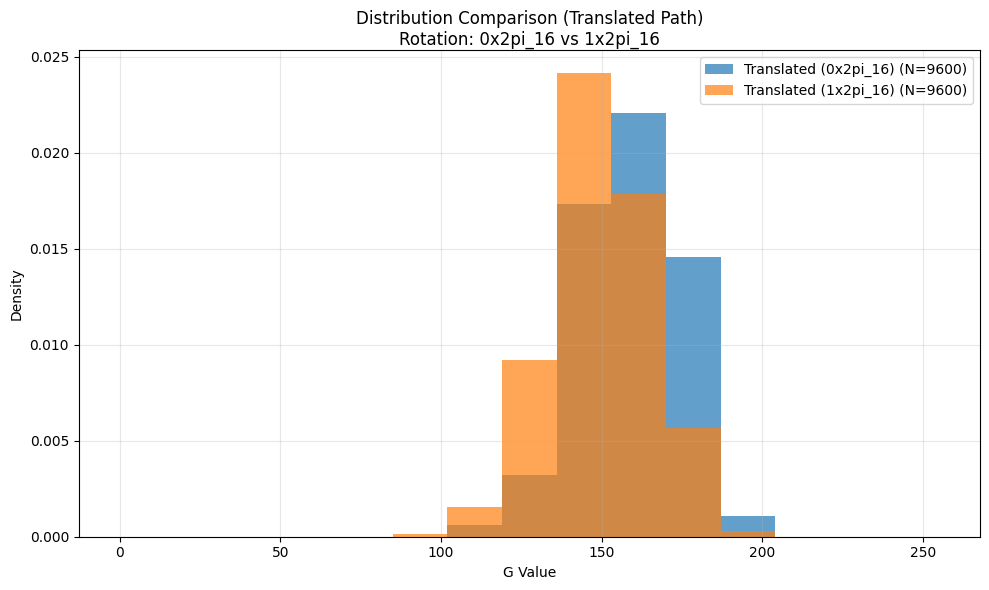 Distribution Comparison (Translated Path)
Rotation: 0x2pi_16 vs 1x2pi_16
Translated (0x2pi_16) (N=9600)
Translated (1x2pi_16) (N=9600)
0.025
0.020
0.015
0.010
0.005
0.000
Density
0 50 100 150 200 250
G Value